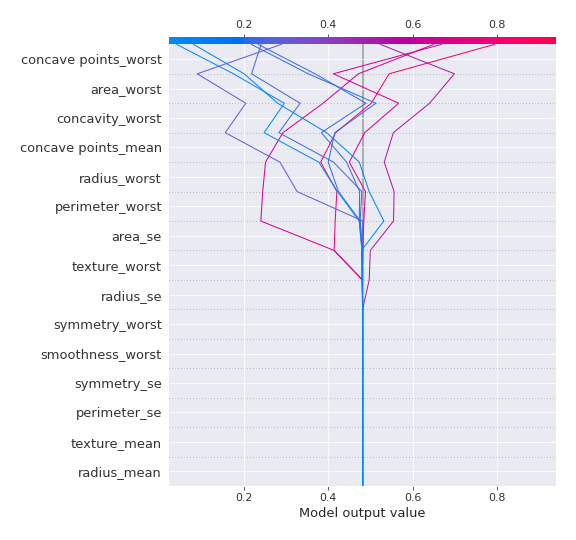 0.2 0.4 0.6 0.8
concave points_worst
area_worst
concavity_worst
concave points_mean
radius_worst
perimeter_worst
area_se
texture_worst
radius_se
symmetry_worst
smoothness_worst
symmetry_se
perimeter_se
texture_mean
radius_mean
0.2 0.4 0.6 0.8
Model output value